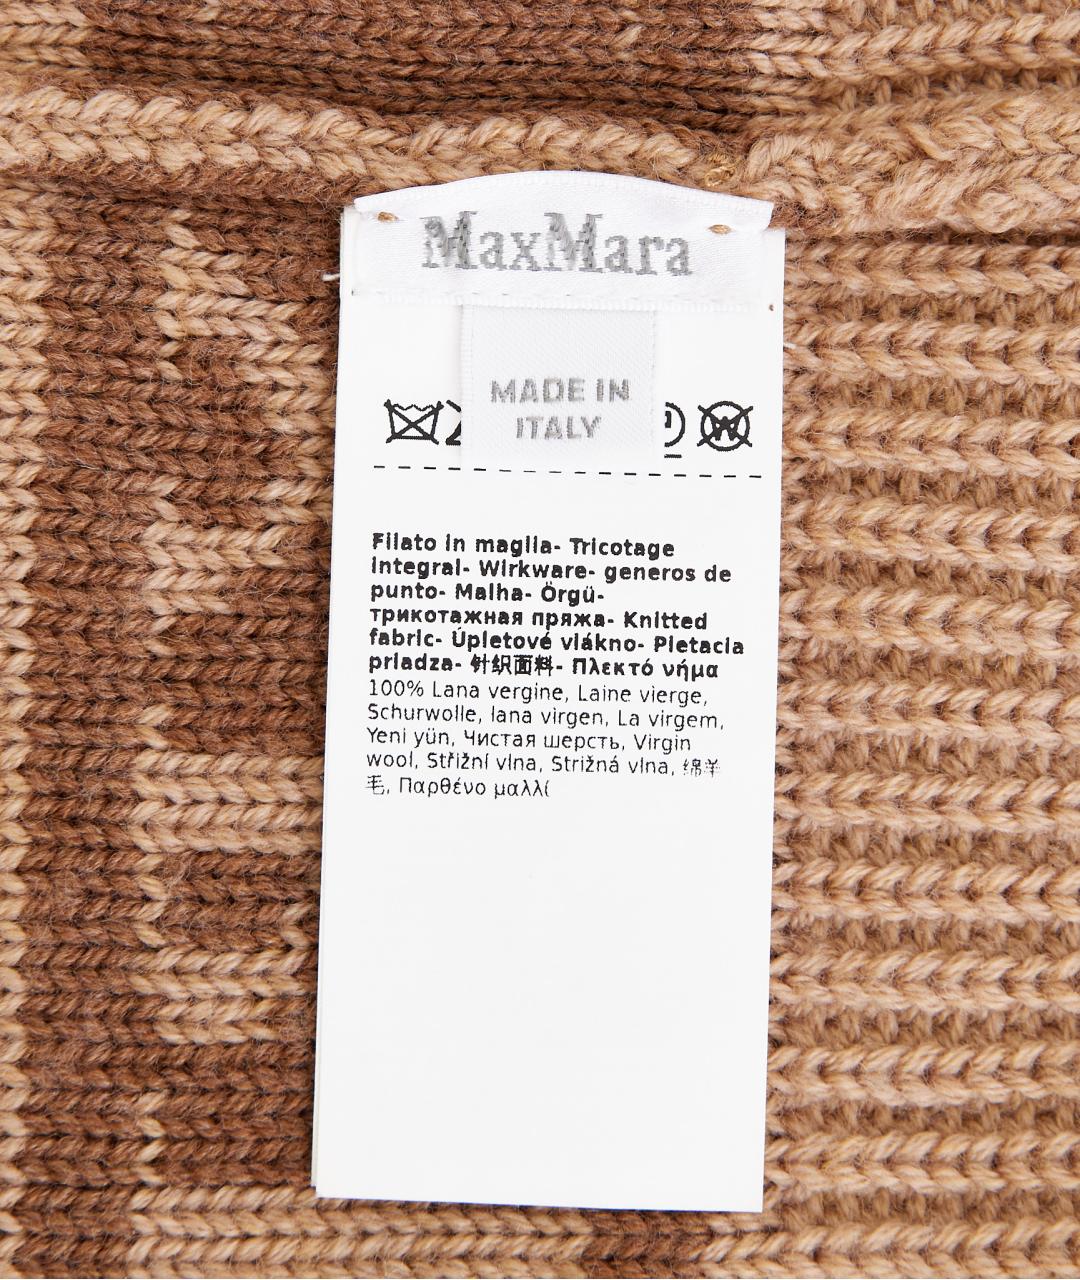 MaxMara
MADE IN
ITALY
W
Filato in maglia- Tricotage
integral- Wirkware- generos de
punto- Malha- Örgü-
трикотажная пряжа- Knitted
fabric- Úpletové vlákno- Pletacia
priadza- 针织面料- Πλεκτό νήμα
100% Lana vergine, Laine vierge,
Schurwolle, lana virgen, La virgem,
Yeni yün, Чистая шерсть, Virgin
wool, Střižní vlna, Strižná vlna, 绵羊
毛, Παρθένο μαλλί